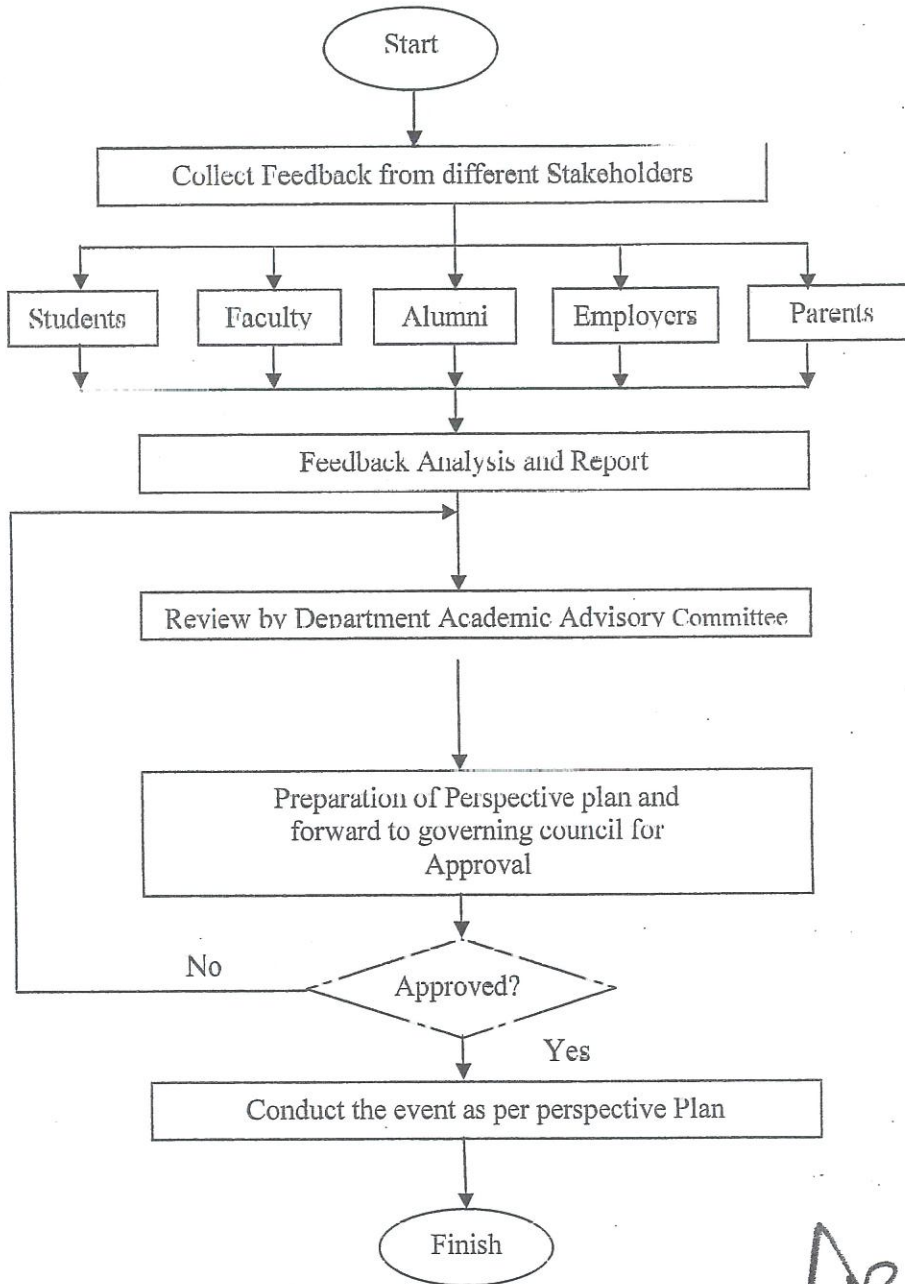 Start
Collect Feedback from different Stakeholders
Students
Faculty
Alumni
Employers
Parents
Feedback Analysis and Report
Review by Department Academic Advisory Committee
Preparation of Perspective plan and
forward to governing council for
Approval
Approved?
No
Yes
Conduct the event as per perspective Plan
Finish